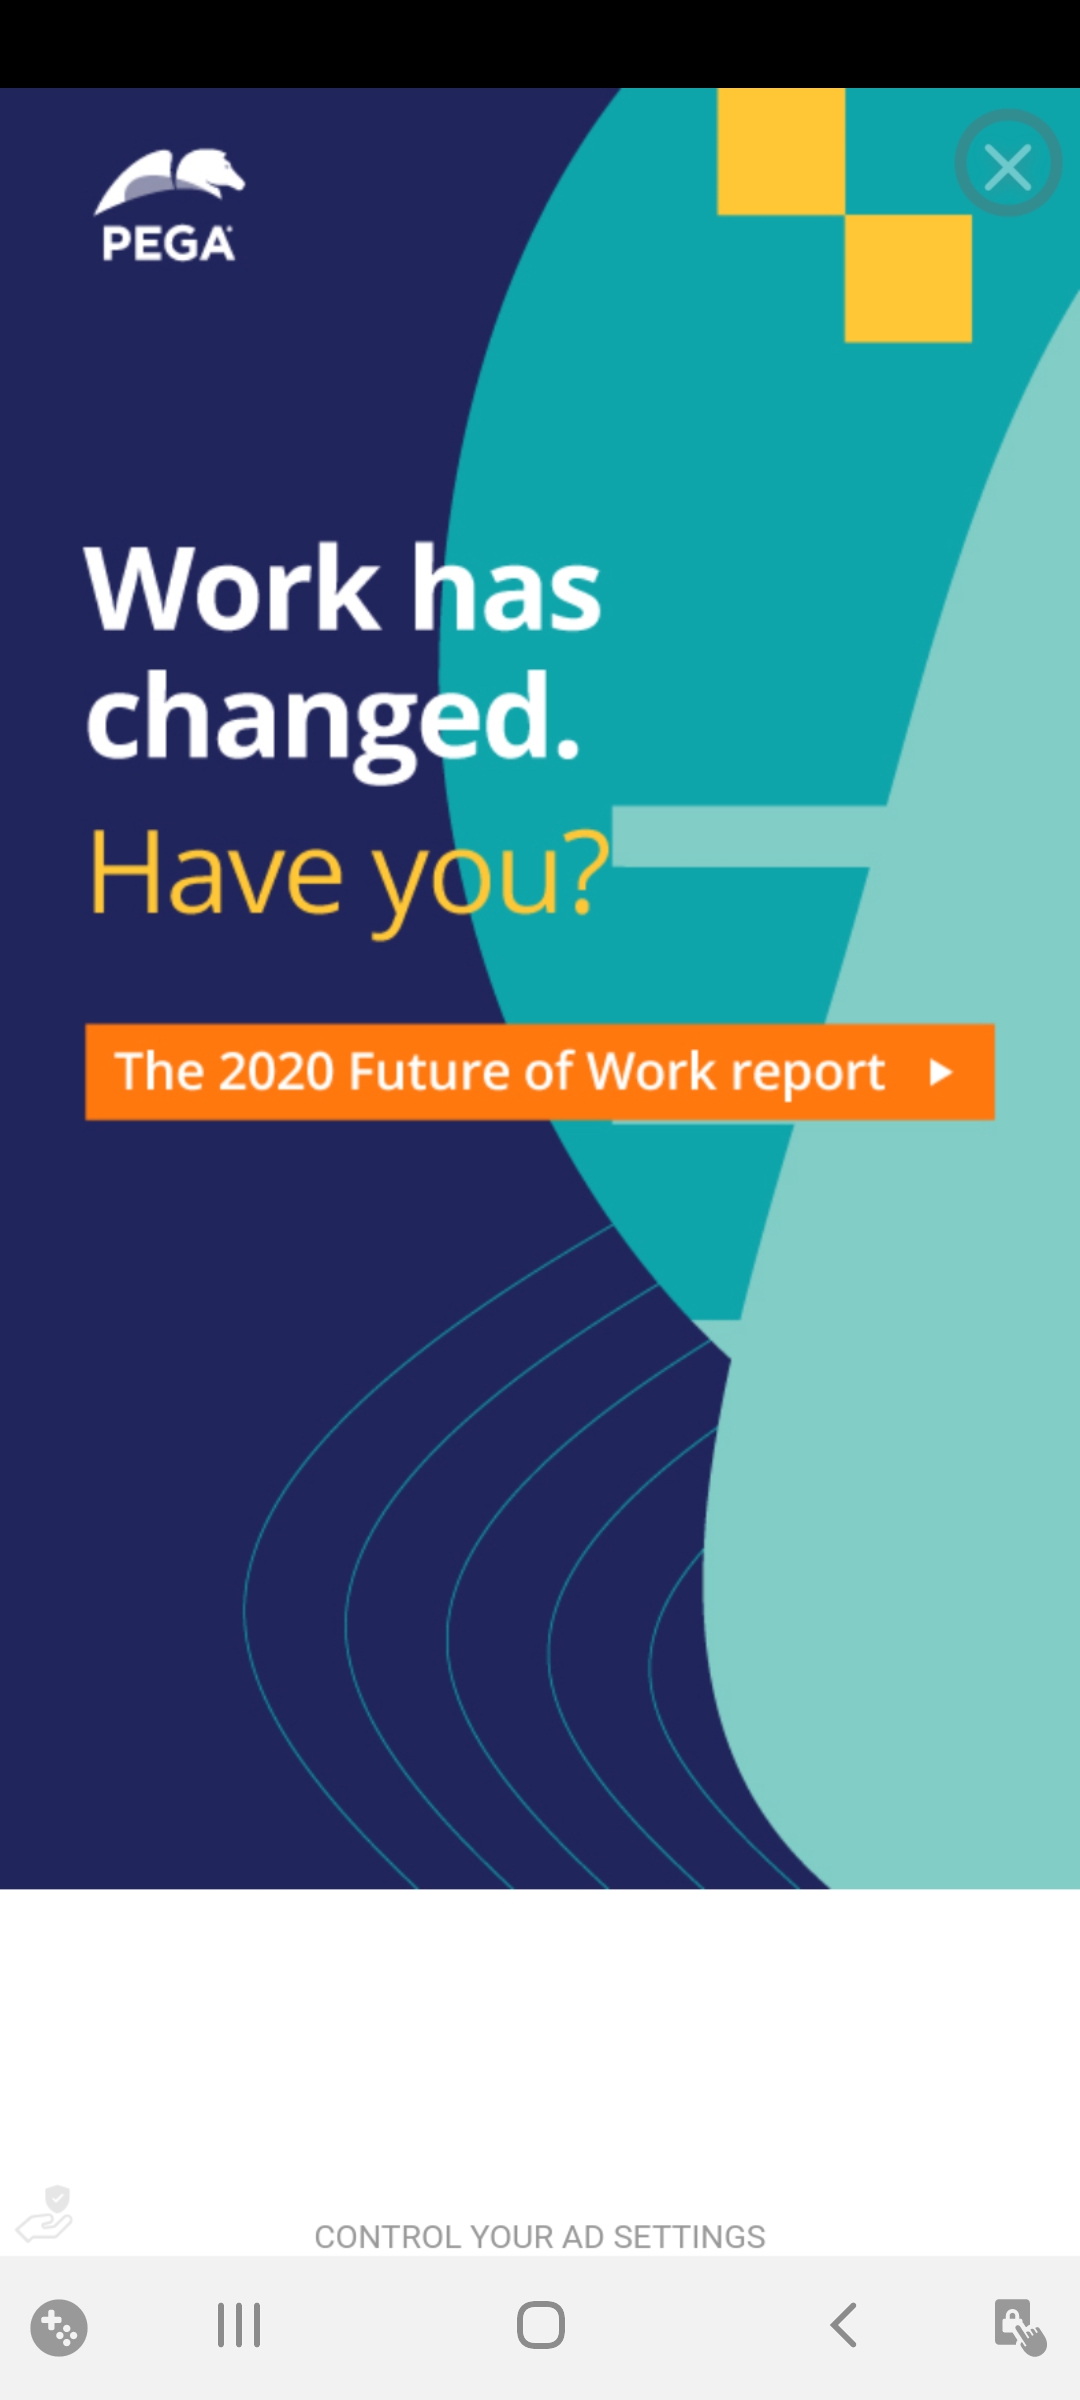 PEGA
Work has
changed.
Have you?
The 2020 Future of Work report
CONTROL YOUR AD SETTINGS